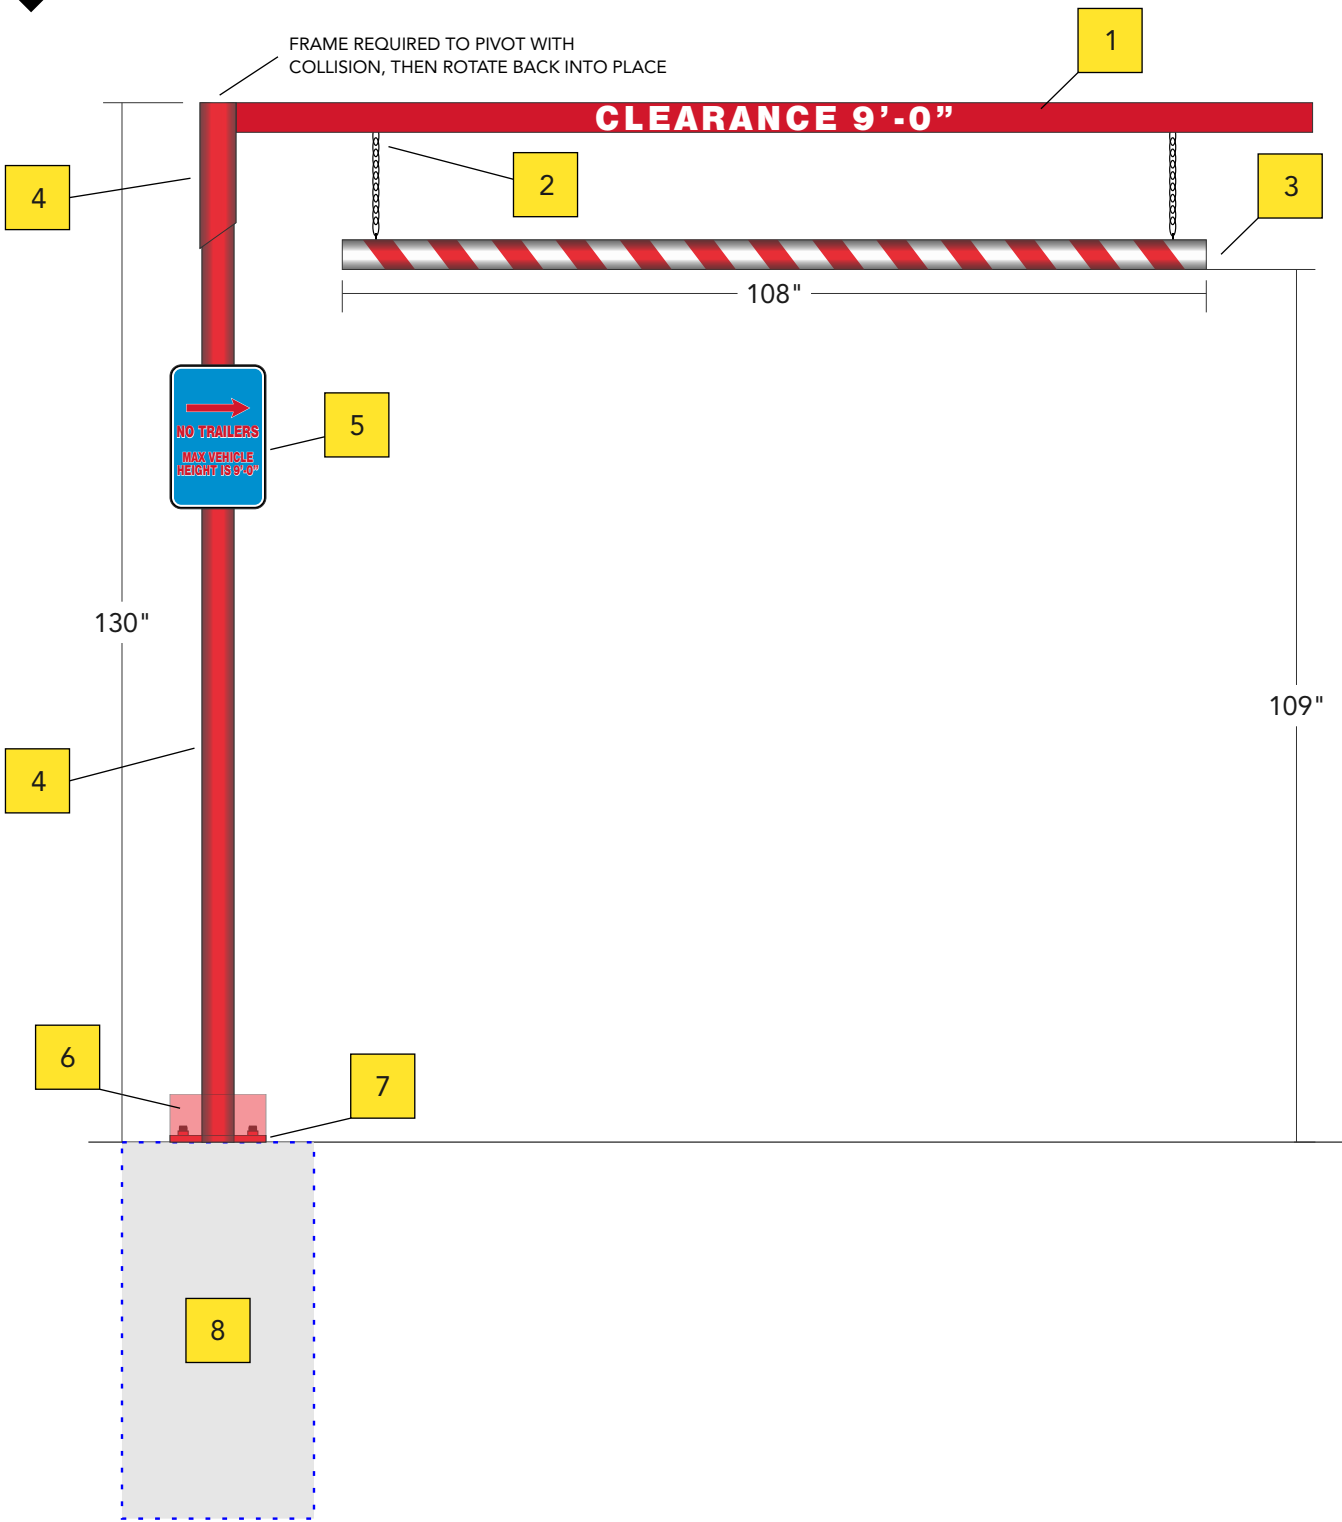 FRAME REQUIRED TO PIVOT WITH
COLLISION, THEN ROTATE BACK INTO PLACE
1
CLEARANCE 9’-0”
4
2
3
108"
NO TRAILERS
MAX VEHICLE
HEIGHT IS 9'-0"
5
130"
109"
4
6
7
8